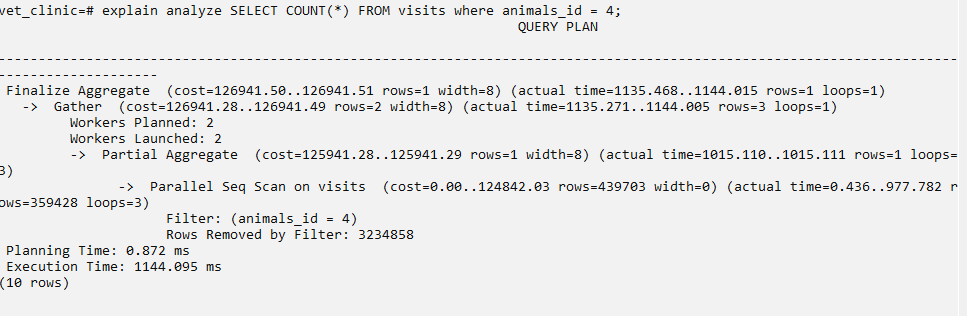 vet_clinic=# explain analyze SELECT COUNT(*) FROM visits where animals_id = 4;
QUERY PLAN
-----------------------------------------------------------------------------------------------------------------------
--------------------
Finalize Aggregate  (cost=126941.50..126941.51 rows=1 width=8) (actual time=1135.468..1144.015 rows=1 loops=1)
->  Gather  (cost=126941.28..126941.49 rows=2 width=8) (actual time=1135.271..1144.005 rows=3 loops=1)
Workers Planned: 2
Workers Launched: 2
->  Partial Aggregate  (cost=125941.28..125941.29 rows=1 width=8) (actual time=1015.110..1015.111 rows=1 loops=
3)
->  Parallel Seq Scan on visits  (cost=0.00..124842.03 rows=439703 width=0) (actual time=0.436..977.782 r
ows=359428 loops=3)
Filter: (animals_id = 4)
Rows Removed by Filter: 3234858
Planning Time: 0.872 ms
Execution Time: 1144.095 ms
(10 rows)